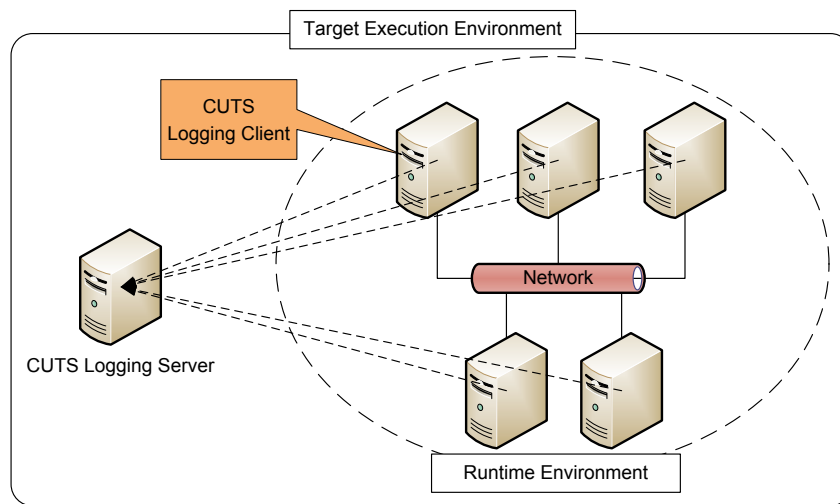 Target Execution Environment
CUTS
Logging Client
Network
CUTS Logging Server
Runtime Environment